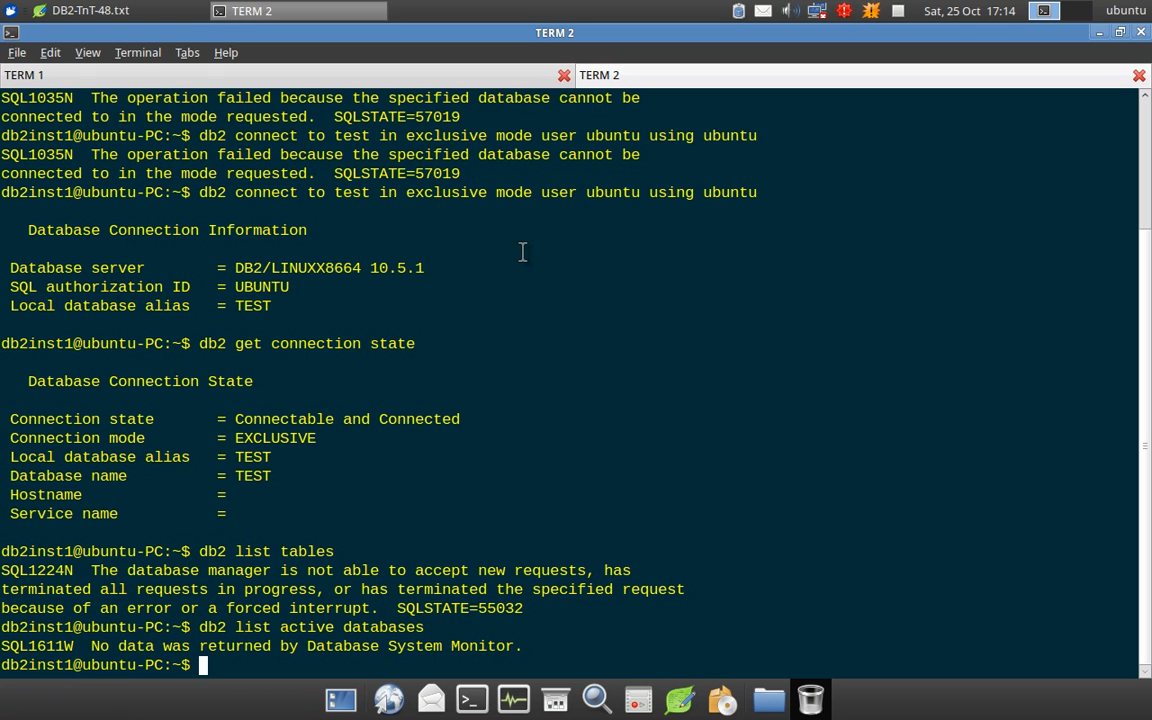 DB2-TnT-48.txt
TERM 2
Sat, 25 Oct 17:14
ubuntu
TERM 2
File Edit View Terminal Tabs Help
TERM 1
TERM 2
SQL1035N  The operation failed because the specified database cannot be
connected to in the mode requested.  SQLSTATE=57019
db2inst1@ubuntu-PC:~$ db2 connect to test in exclusive mode user ubuntu using ubuntu
SQL1035N  The operation failed because the specified database cannot be
connected to in the mode requested.  SQLSTATE=57019
db2inst1@ubuntu-PC:~$ db2 connect to test in exclusive mode user ubuntu using ubuntu
Database Connection Information
Database server        = DB2/LINUXX8664 10.5.1
SQL authorization ID   = UBUNTU
Local database alias   = TEST
db2inst1@ubuntu-PC:~$ db2 get connection state
Database Connection State
Connection state       = Connectable and Connected
Connection mode        = EXCLUSIVE
Local database alias   = TEST
Database name          = TEST
Hostname               =
Service name           =
db2inst1@ubuntu-PC:~$ db2 list tables
SQL1224N  The database manager is not able to accept new requests, has
terminated all requests in progress, or has terminated the specified request
because of an error or a forced interrupt.  SQLSTATE=55032
db2inst1@ubuntu-PC:~$ db2 list active databases
SQL1611W  No data was returned by Database System Monitor.
db2inst1@ubuntu-PC:~$